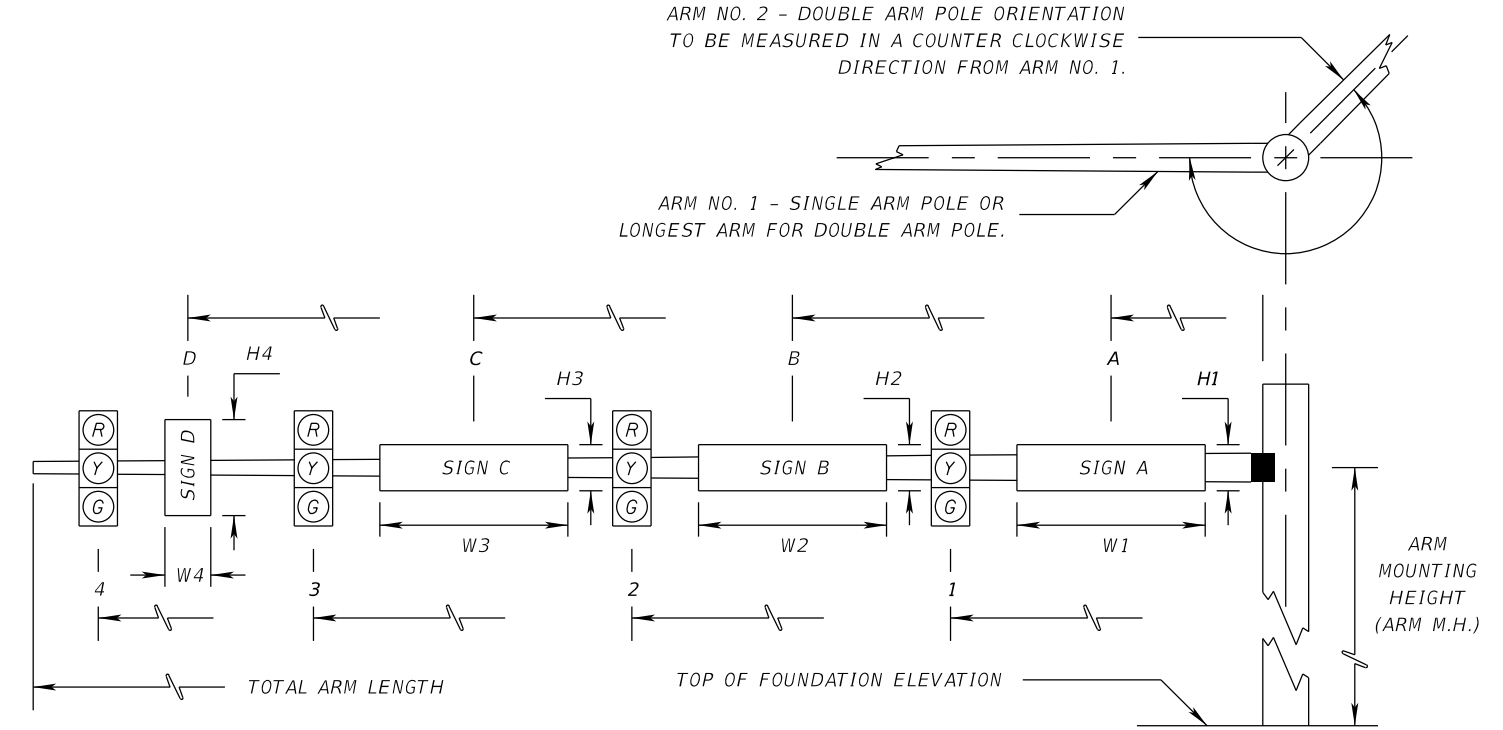 ARM NO. 2 - DOUBLE ARM POLE ORIENTATION
TO BE MEASURED IN A COUNTER CLOCKWISE
DIRECTION FROM ARM NO. 1.
ARM NO. 1 - SINGLE ARM POLE OR
LONGEST ARM FOR DOUBLE ARM POLE.
D
C
B
A
H4
H3
H2
H1
R
Y
G
SIGN D
R
Y
G
SIGN C
R
Y
G
SIGN B
R
Y
G
SIGN A
W4
W3
W2
W1
4
3
2
1
ARM
MOUNTING
HEIGHT
(ARM M.H.)
TOTAL ARM LENGTH
TOP OF FOUNDATION ELEVATION